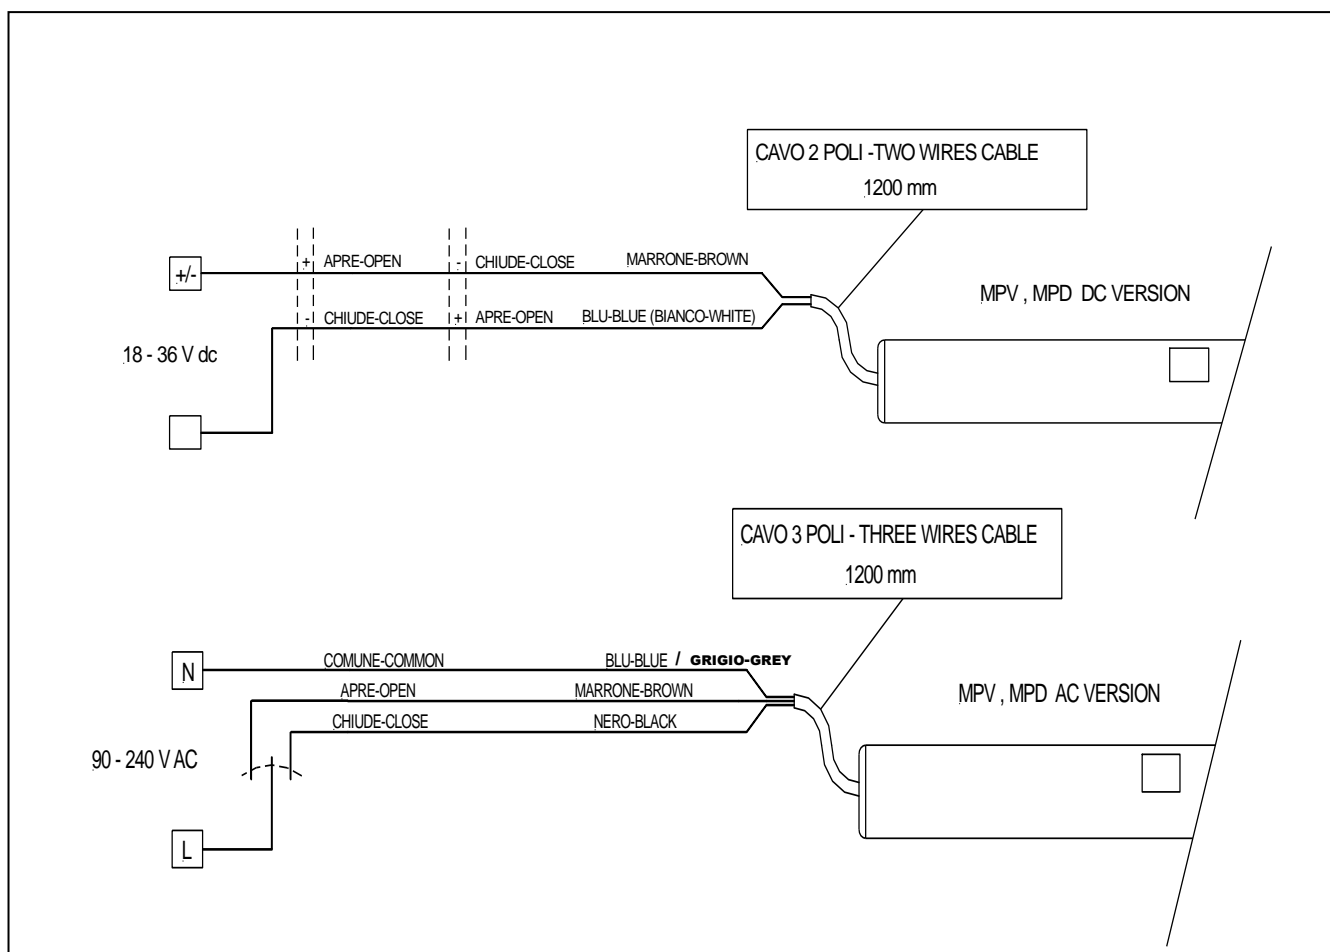 CAVO 2 POLI -TWO WIRES CABLE
1200 mm
+/- + APRE-OPEN - CHIUDE-CLOSE MARRONE-BROWN
MPV , MPD DC VERSION
- CHIUDE-CLOSE + APRE-OPEN BLU-BLUE (BIANCO-WHITE)
18 - 36 V dc
CAVO 3 POLI - THREE WIRES CABLE
1200 mm
N COMUNE-COMMON BLU-BLUE / GRIGIO-GREY
APRE-OPEN MARRONE-BROWN
MPV , MPD AC VERSION
CHIUDE-CLOSE NERO-BLACK
90 - 240 V AC
L